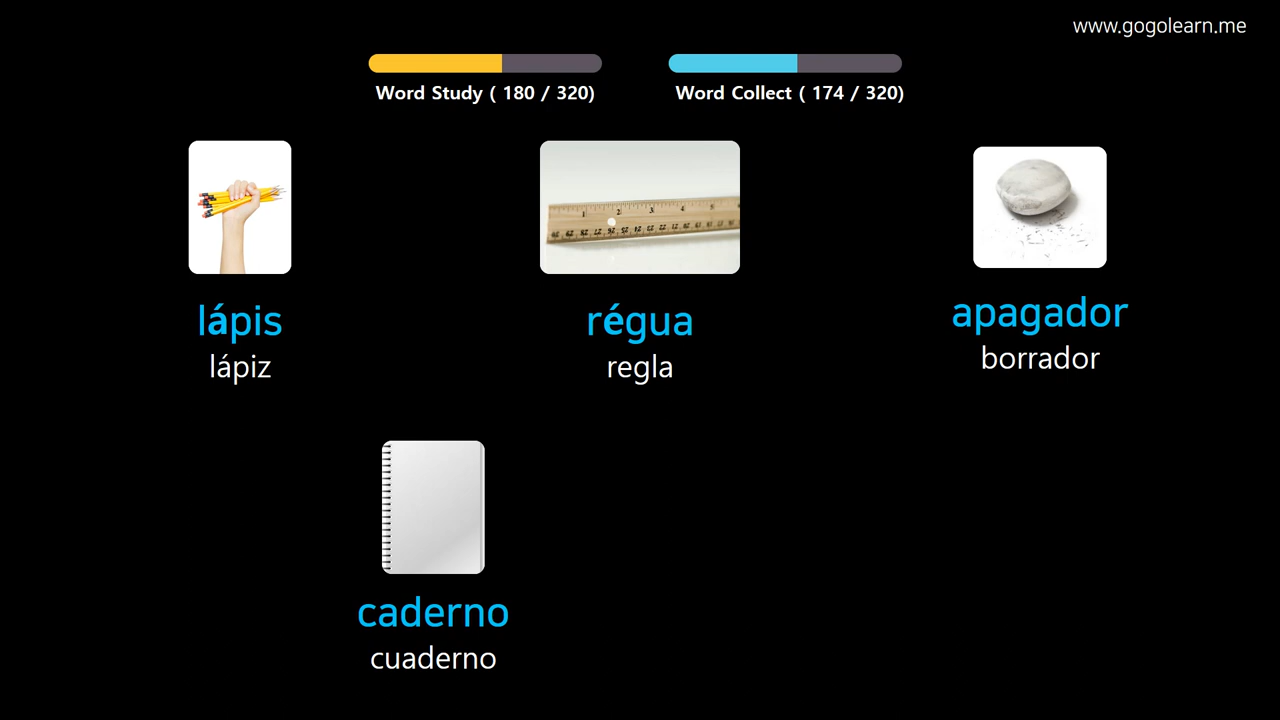 www.gogolearn.me
Word Study ( 180 / 320)
Word Collect ( 174 / 320)
lápis
lápiz
régua
regla
apagador
borrador
caderno
cuaderno